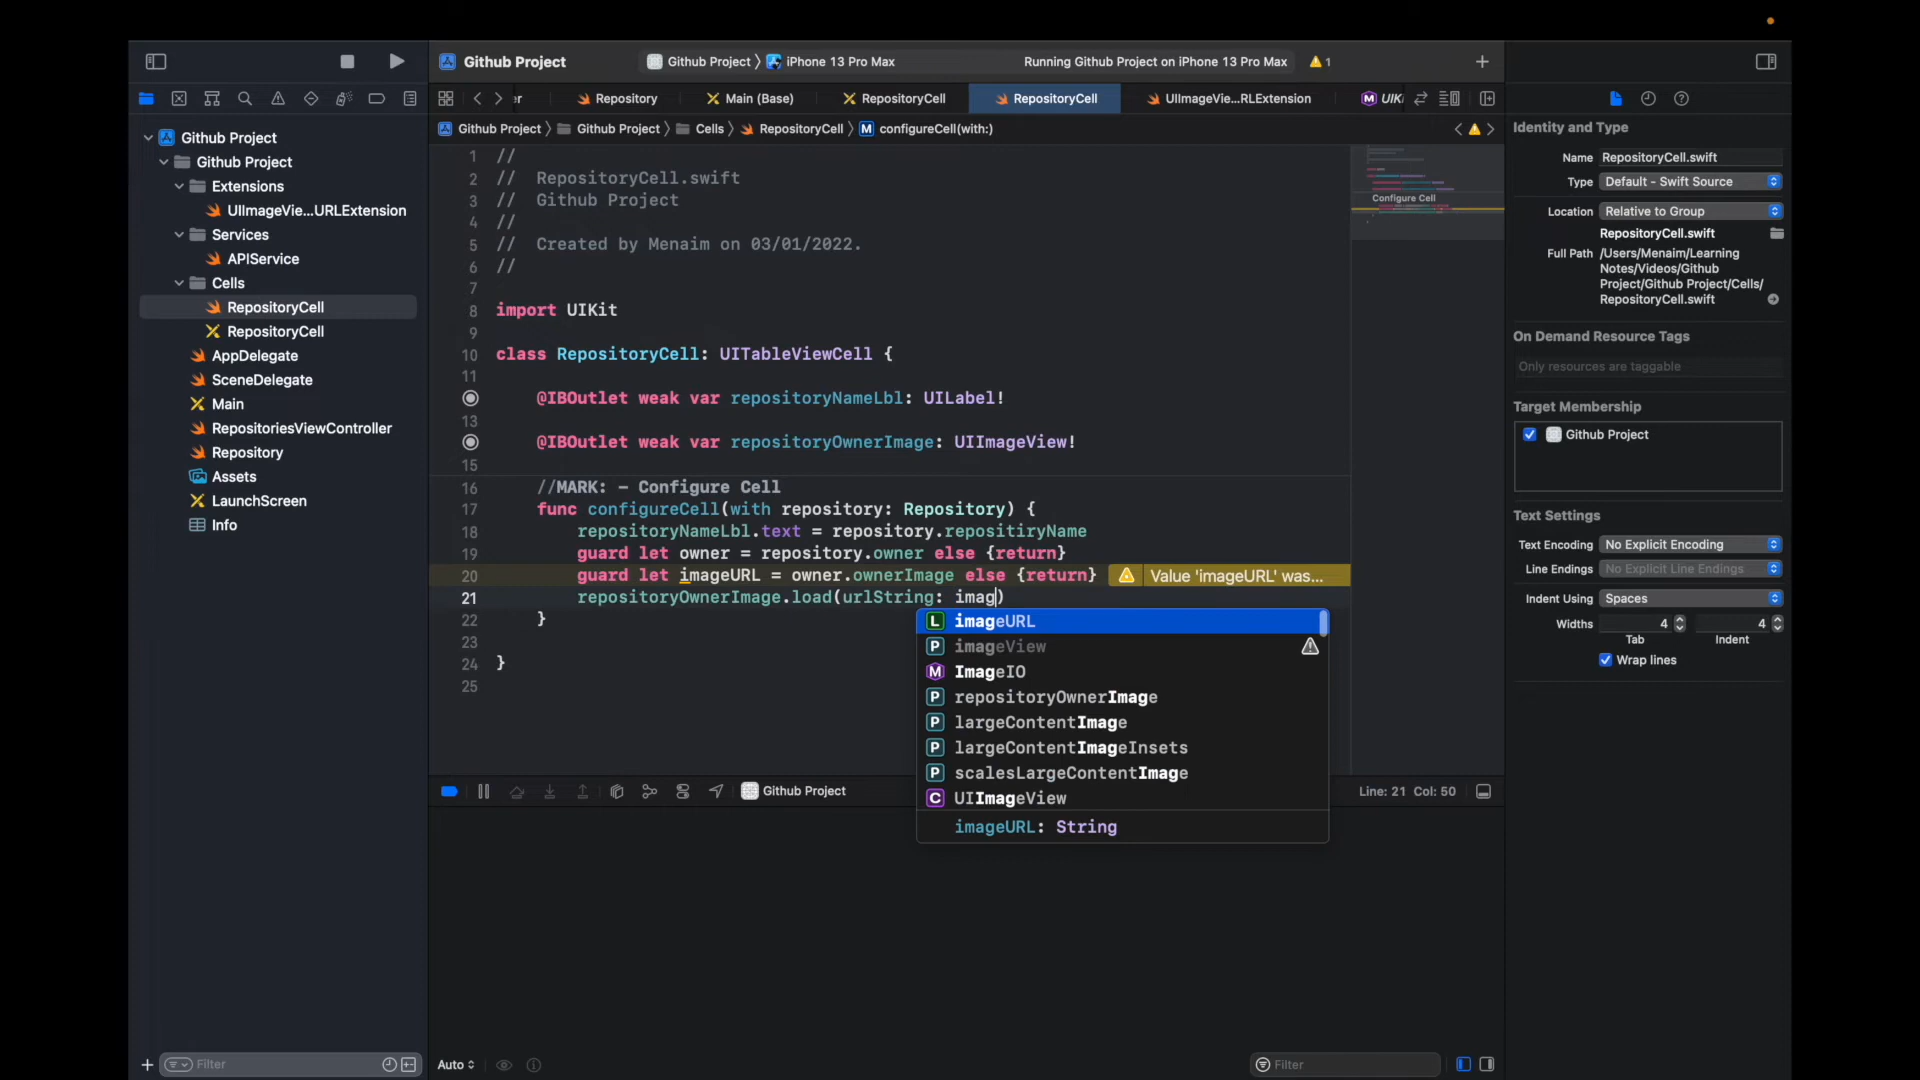 Github Project
Github Project
iPhone 13 Pro Max
Running Github Project on iPhone 13 Pro Max
1
er
Repository
Main (Base)
RepositoryCell
RepositoryCell
UIImageVie...RLExtension
UIKi
Github Project
Github Project
Cells
RepositoryCell
M configureCell(with:)
Github Project
Github Project
Extensions
UIImageVie...URLExtension
Services
APIService
Cells
RepositoryCell
RepositoryCell
AppDelegate
SceneDelegate
Main
RepositoriesViewController
Repository
Assets
LaunchScreen
Info
Filter
1 //
2 // RepositoryCell.swift
3 // Github Project
4 //
5 // Created by Menaim on 03/01/2022.
6 //
7
8 import UIKit
9
10 class RepositoryCell: UITableViewCell {
11
@IBOutlet weak var repositoryNameLbl: UILabel!
13
@IBOutlet weak var repositoryOwnerImage: UIImageView!
15
16 //MARK: - Configure Cell
17 func configureCell(with repository: Repository) {
18 repositoryNameLbl.text = repository.repositiryName
19 guard let owner = repository.owner else {return}
20 guard let imageURL = owner.ownerImage else {return}
Value 'imageURL' was...
21 repositoryOwnerImage.load(urlString: imag)
22 }
23
24 }
25
L imageURL
P imageView
M ImageIO
P repositoryOwnerImage
P largeContentImage
P largeContentImageInsets
P scalesLargeContentImage
C UIImageView
imageURL: String
Configure Cell
Github Project
Line: 21 Col: 50
Auto
Filter
Identity and Type
Name RepositoryCell.swift
Type Default - Swift Source
Location Relative to Group
RepositoryCell.swift
Full Path /Users/Menaim/Learning
Notes/Videos/Github
Project/Github Project/Cells/
RepositoryCell.swift
On Demand Resource Tags
Only resources are taggable
Target Membership
Github Project
Text Settings
Text Encoding No Explicit Encoding
Line Endings No Explicit Line Endings
Indent Using Spaces
Widths 4 4
Tab Indent
Wrap lines